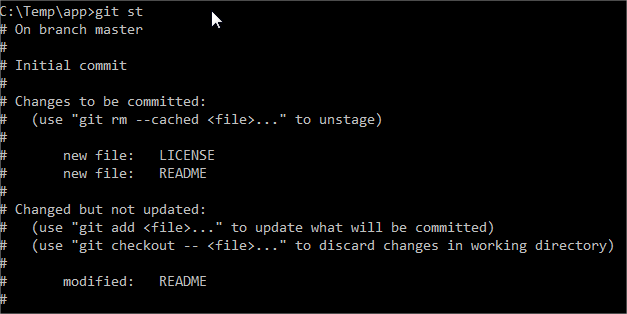 C:\Temp\app>git st
# On branch master
#
# Initial commit
#
# Changes to be committed:
#   (use "git rm --cached <file>..." to unstage)
#
#       new file:   LICENSE
#       new file:   README
#
# Changed but not updated:
#   (use "git add <file>..." to update what will be committed)
#   (use "git checkout -- <file>..." to discard changes in working directory)
#
#       modified:   README
#